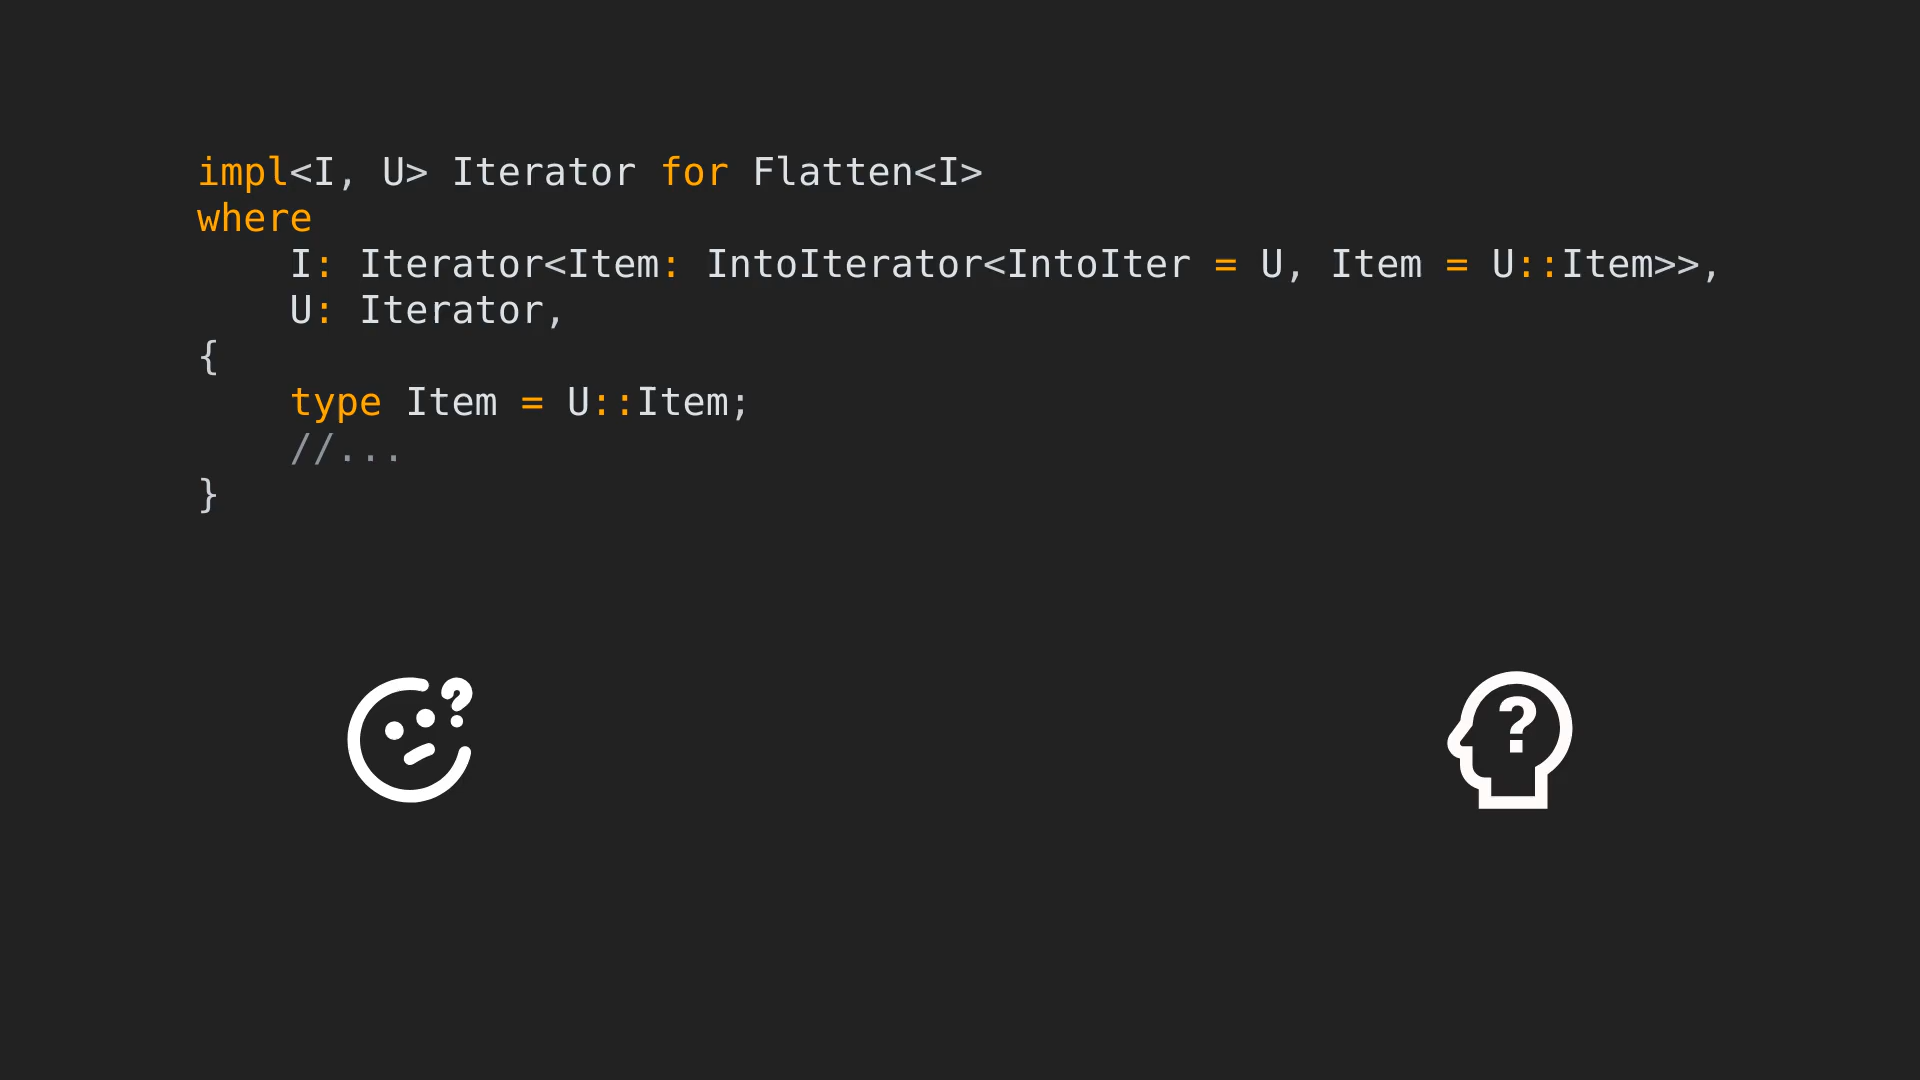 impl<I, U> Iterator for Flatten<I>
where
    I: Iterator<Item: IntoIterator<IntoIter = U, Item = U::Item>>,
    U: Iterator,
{
    type Item = U::Item;
    //...
}
?
?